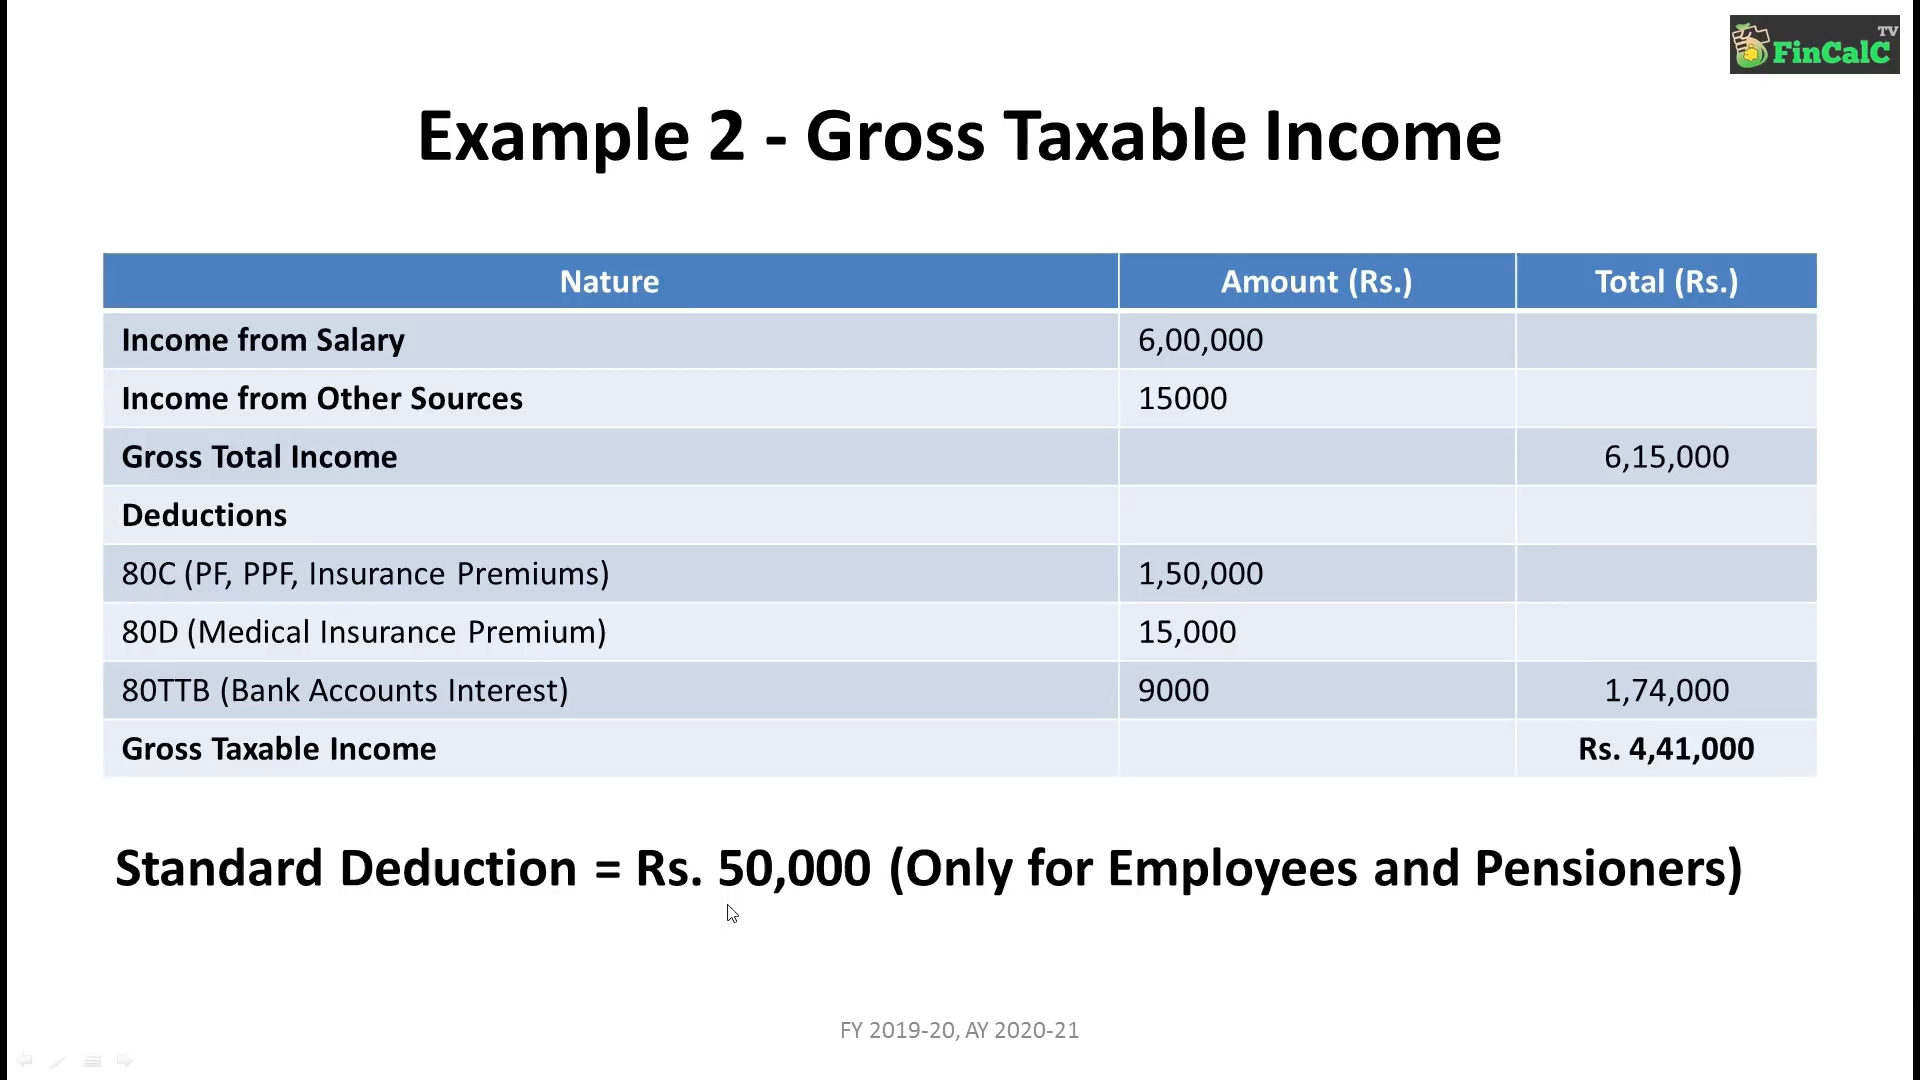 TV
FinCalC
Example 2 - Gross Taxable Income
Nature Amount (Rs.) Total (Rs.)
Income from Salary 6,00,000
Income from Other Sources 15000
Gross Total Income 6,15,000
Deductions
80C (PF, PPF, Insurance Premiums) 1,50,000
80D (Medical Insurance Premium) 15,000
80TTB (Bank Accounts Interest) 9000 1,74,000
Gross Taxable Income Rs. 4,41,000
Standard Deduction = Rs. 50,000 (Only for Employees and Pensioners)
FY 2019-20, AY 2020-21